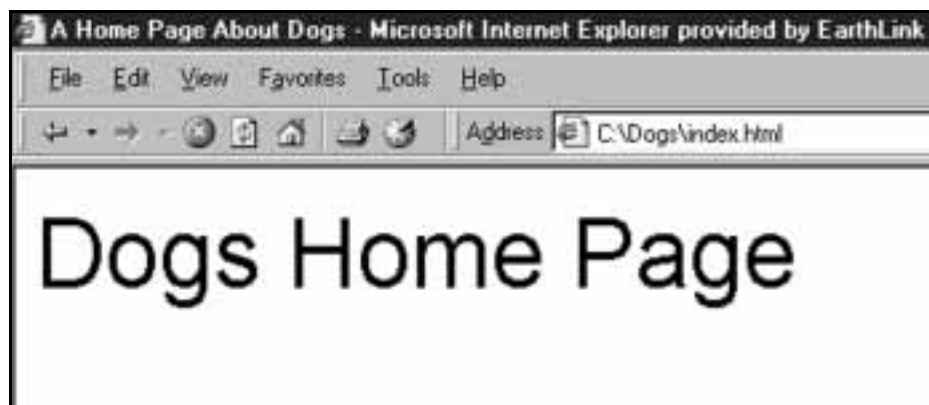 A Home Page About Dogs - Microsoft Internet Explorer provided by EarthLink
File Edit View Favorites Tools Help
Address C:\Dogs\index.html
Dogs Home Page